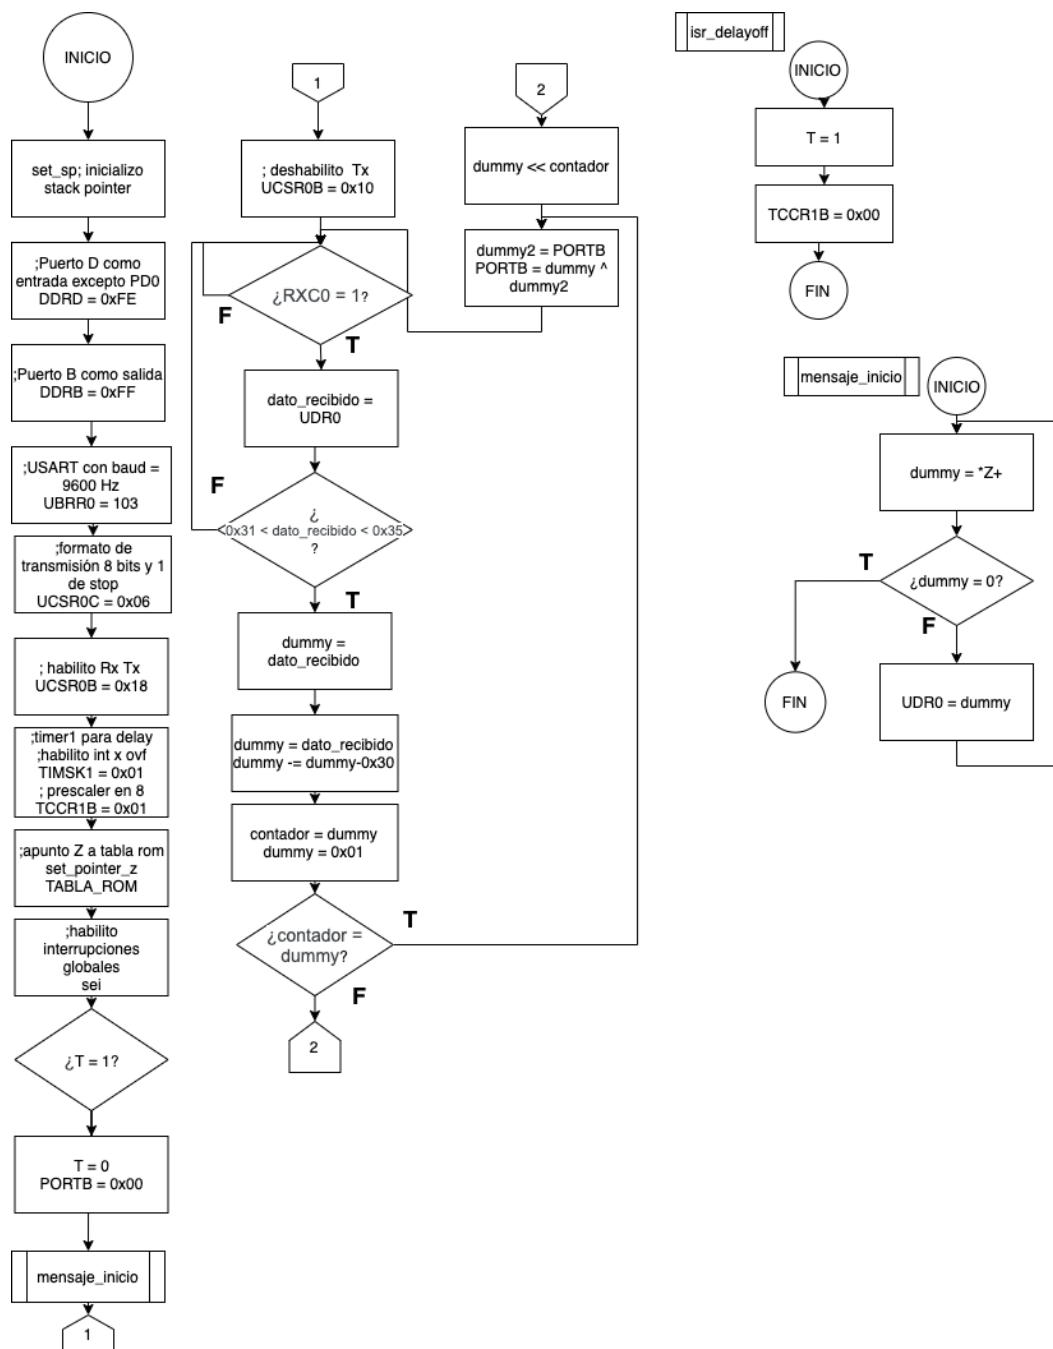 INICIO
set_sp; inicializo
stack pointer
;Puerto D como
entrada excepto PD0
DDRD = 0xFE
;Puerto B como salida
DDRB = 0xFF
;USART con baud =
9600 Hz
UBRR0 = 103
;formato de
transmisión 8 bits y 1
de stop
UCSR0C = 0x06
; habilito Rx Tx
UCSR0B = 0x18
;timer1 para delay
;habilito int x ovf
TIMSK1 = 0x01
; prescaler en 8
TCCR1B = 0x01
;apunto Z a tabla rom
set_pointer_z
TABLA_ROM
;habilito
interrupciones
globales
sei
¿T = 1?
T = 0
PORTB = 0x00
mensaje_inicio
1
1
; deshabilito Tx
UCSR0B = 0x10
¿RXC0 = 1?
F
T
dato_recibido =
UDR0
F
¿
0x31 < dato_recibido < 0x35
?
T
dummy =
dato_recibido
dummy = dato_recibido
dummy -= dummy-0x30
contador = dummy
dummy = 0x01
¿contador =
dummy?
T
F
2
2
dummy << contador
dummy2 = PORTB
PORTB = dummy ^
dummy2
isr_delayoff
INICIO
T = 1
TCCR1B = 0x00
FIN
mensaje_inicio
INICIO
dummy = *Z+
¿dummy = 0?
T
F
FIN
UDR0 = dummy